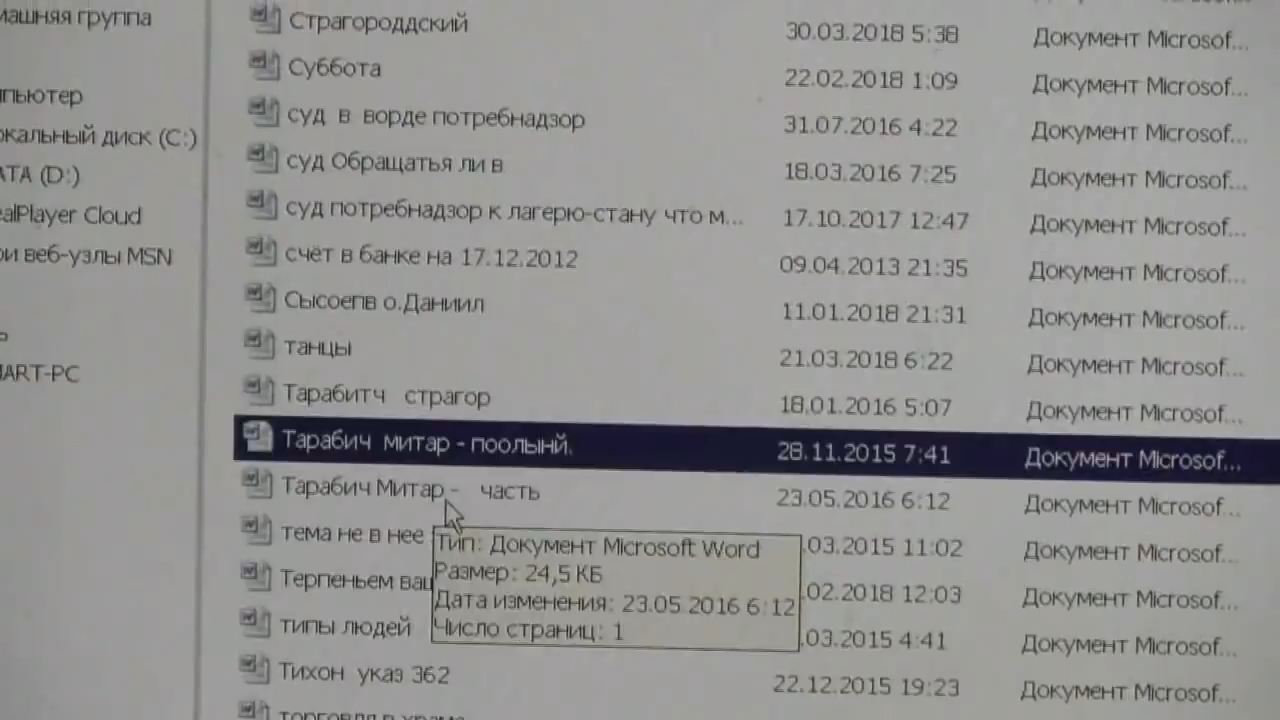 машняя группа
Страгороддский 30.03.2018 5:38 Документ Microsof...
Суббота 22.02.2018 1:09 Документ Microsof...
пьютер
суд в ворде потребнадзор 31.07.2016 4:22 Документ Microsof...
окальный диск (C:)
суд Обращатья ли в 18.03.2016 7:25 Документ Microsof...
АТА (D:)
суд потребнадзор к лагерю-стану что м... 17.10.2017 12:47 Документ Microsof...
ealPlayer Cloud
счёт в банке на 17.12.2012 09.04.2013 21:35 Документ Microsof...
ои веб-узлы MSN
Сысоепв о.Даниил 11.01.2018 21:31 Документ Microsof...
танцы 21.03.2018 6:22 Документ Microsof...
MART-PC
Тарабитч страгор 18.01.2016 5:07 Документ Microsof...
Тарабич митар - поолынй. 28.11.2015 7:41 Документ Microsof...
Тарабич Митар - часть 23.05.2016 6:12 Документ Microsof...
тема не в нее .03.2015 11:02 Документ Microsof...
Тип: Документ Microsoft Word
Размер: 24,5 КБ
Дата изменения: 23.05.2016 6:12
Число страниц: 1
Терпеньем ваш .02.2018 12:03 Документ Microsof...
типы людей .03.2015 4:41 Документ Microsof...
Тихон указ 362 22.12.2015 19:23 Документ Microsof...